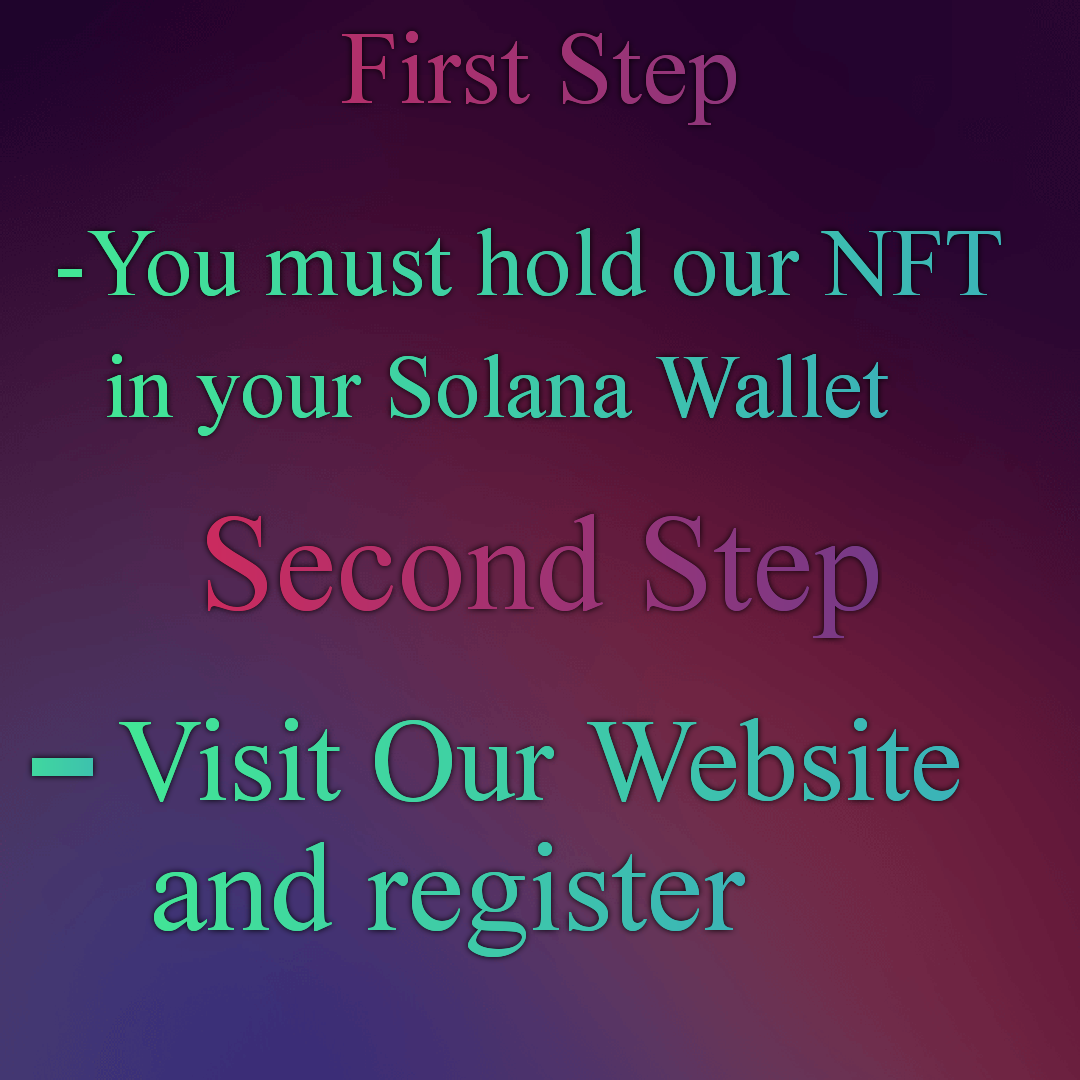 First Step
-You must hold our NFT
in your Solana Wallet
Second Step
- Visit Our Website
and register